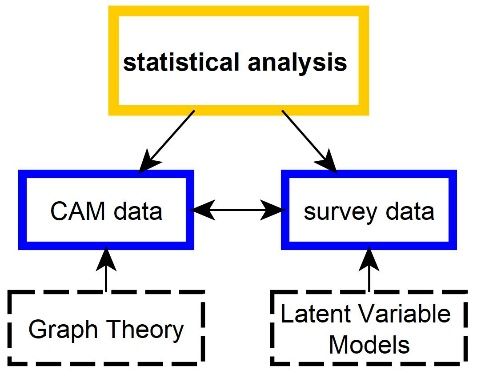 statistical analysis
CAM data
survey data
Graph Theory
Latent Variable
Models